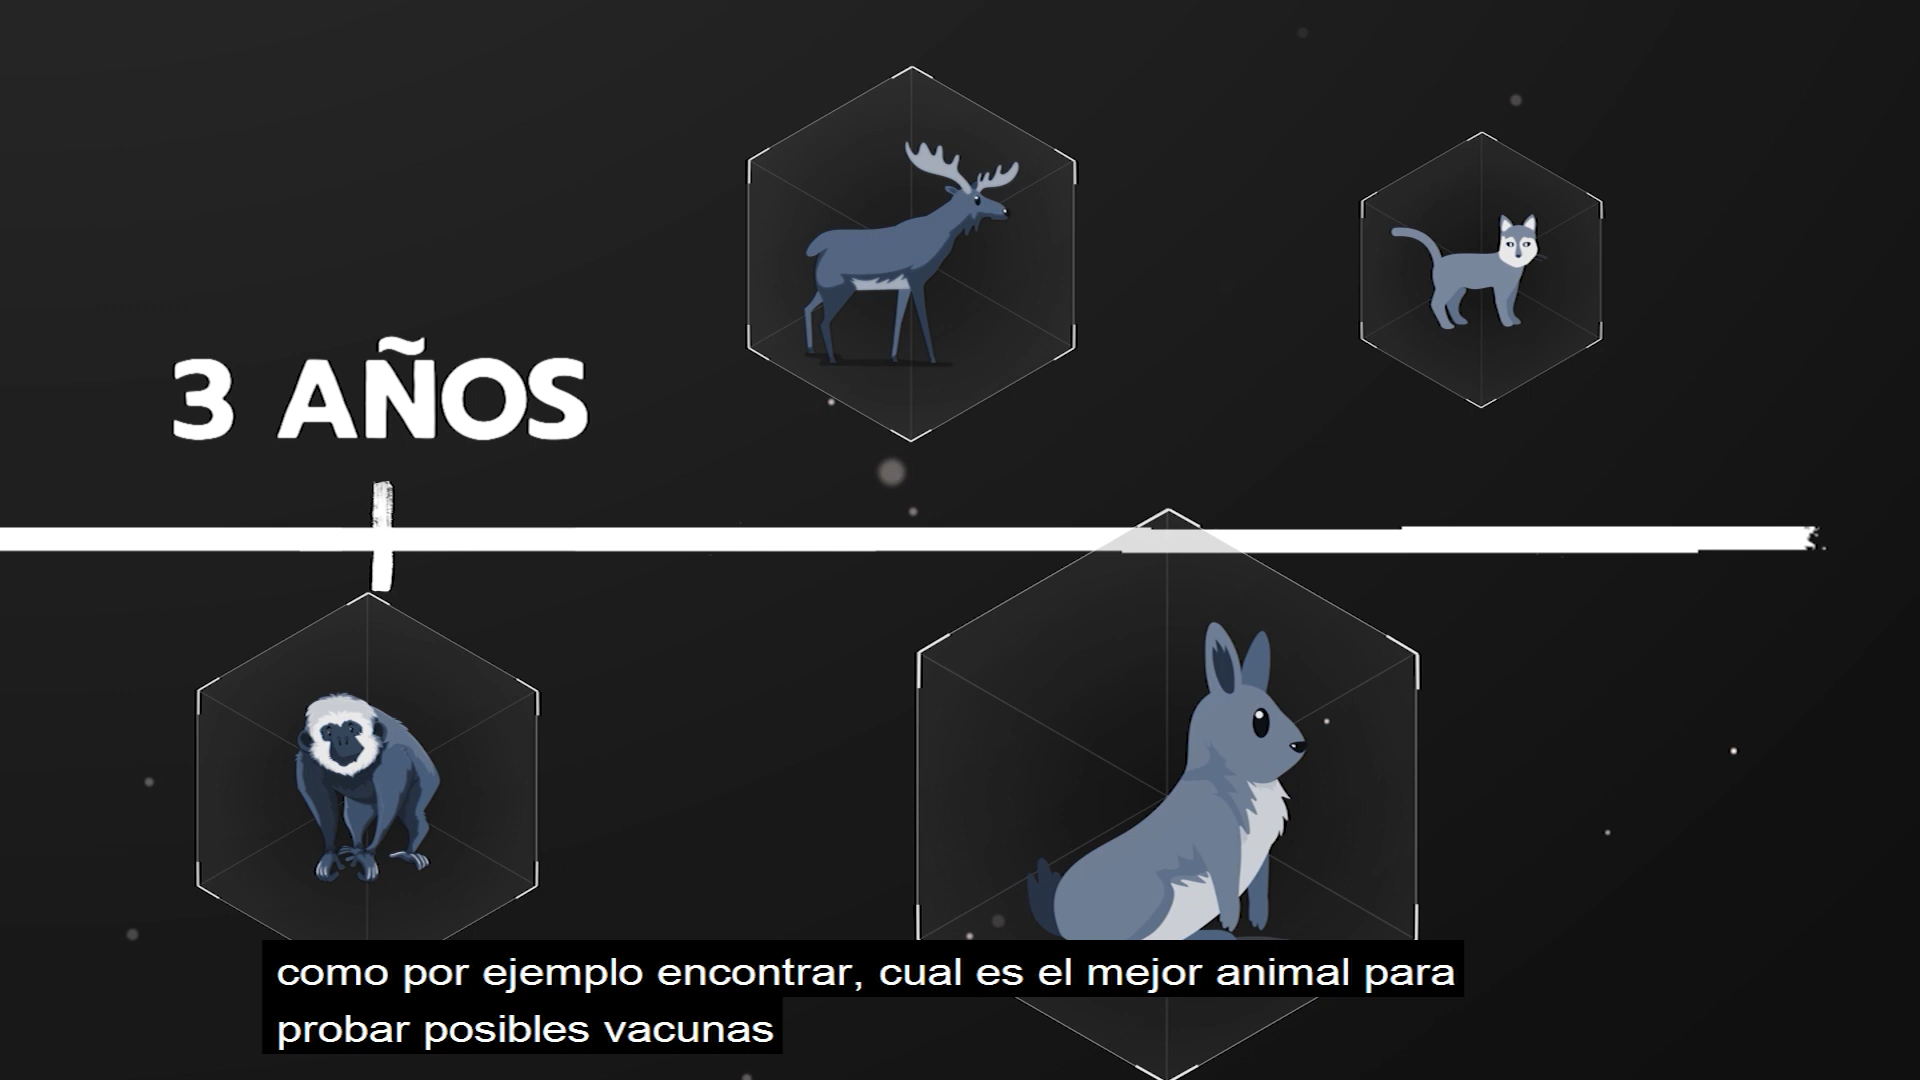 3 AÑOS
como por ejemplo encontrar, cual es el mejor animal para
probar posibles vacunas